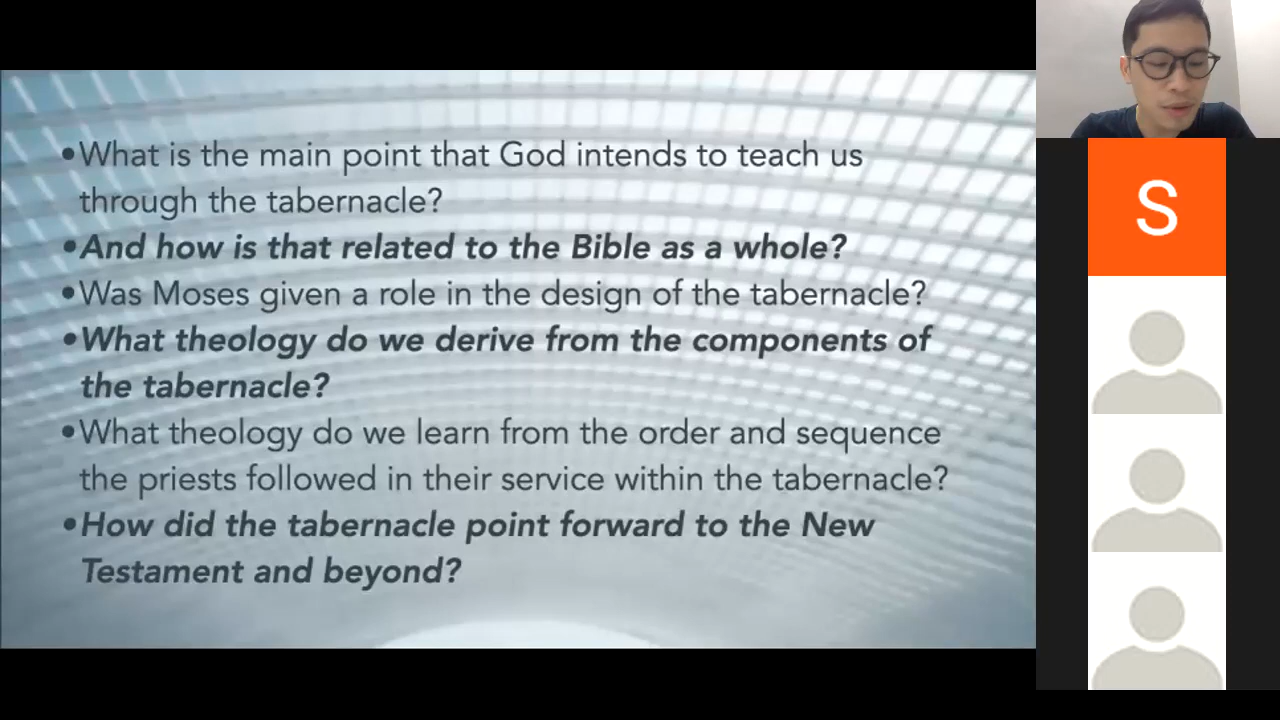 •What is the main point that God intends to teach us
through the tabernacle?
•And how is that related to the Bible as a whole?
•Was Moses given a role in the design of the tabernacle?
•What theology do we derive from the components of
the tabernacle?
•What theology do we learn from the order and sequence
the priests followed in their service within the tabernacle?
•How did the tabernacle point forward to the New
Testament and beyond?
S